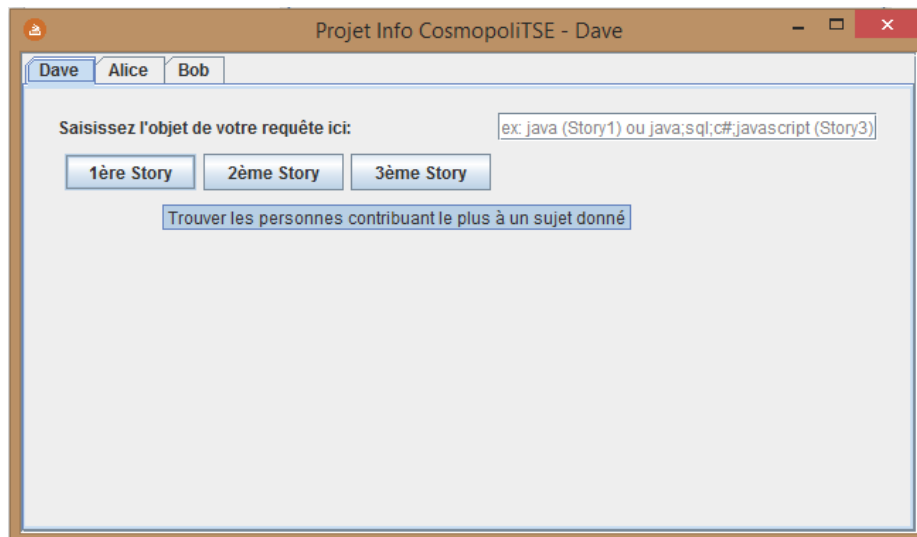 Projet Info CosmopoliTSE - Dave
Dave Alice Bob
Saisissez l'objet de votre requête ici: ex: java (Story1) ou java;sql;c#;javascript (Story3)
1ère Story 2ème Story 3ème Story
Trouver les personnes contribuant le plus à un sujet donné